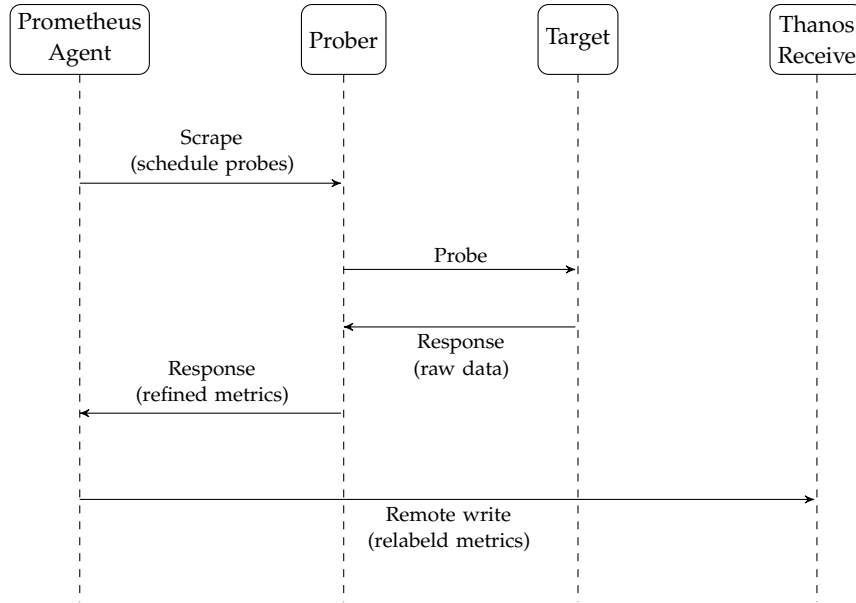 Prometheus
Agent
Prober
Target
Thanos
Receive
Scrape
(schedule probes)
Probe
Response
(raw data)
Response
(refined metrics)
Remote write
(relabeld metrics)